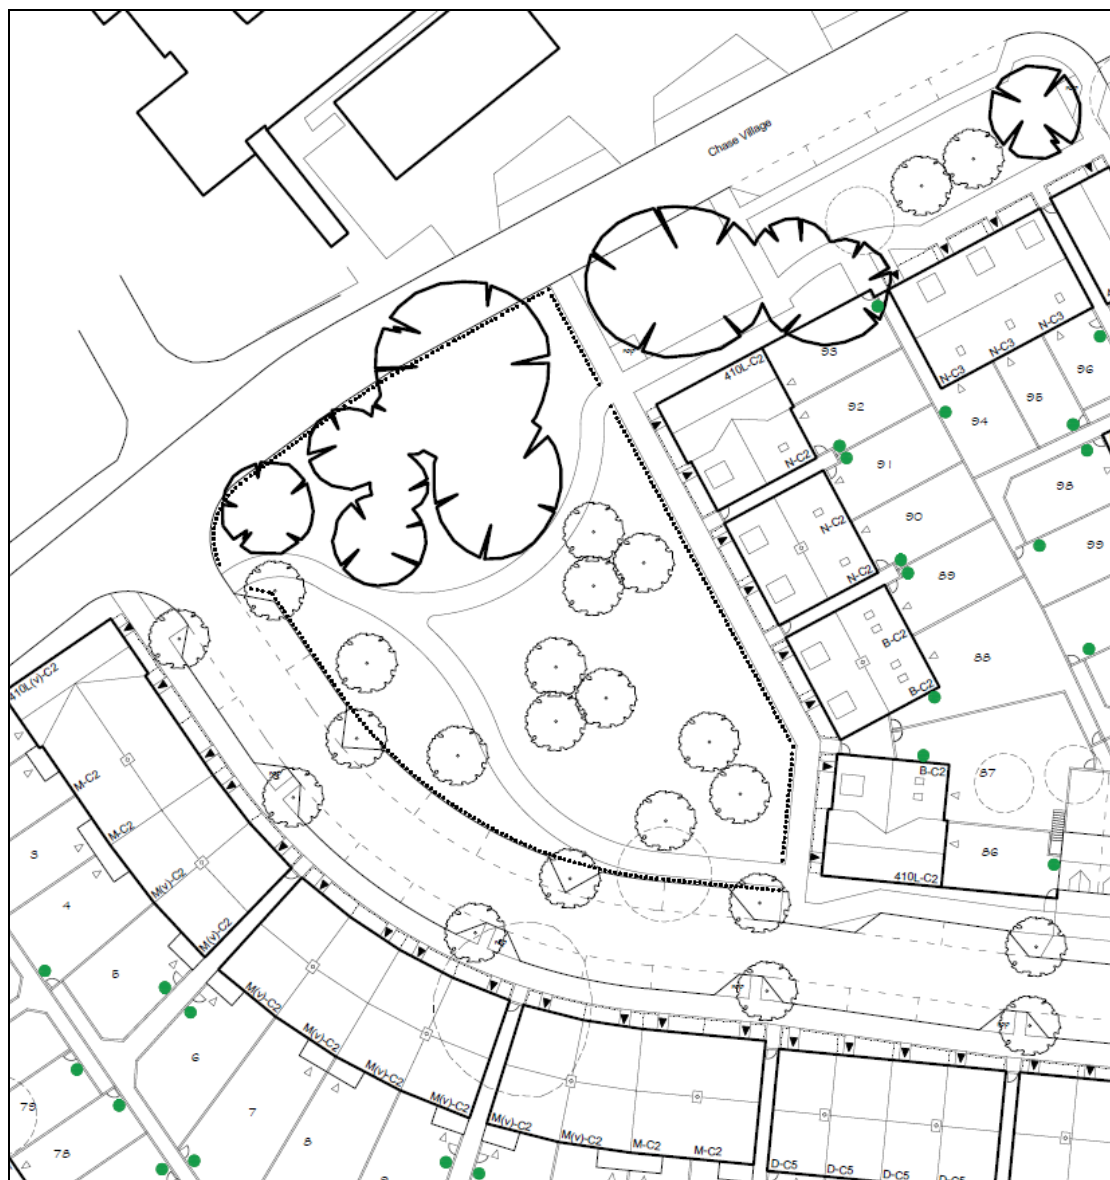 Chase Village
410L-C2
93
N-C3
N-C3
N-C3
96
95
94
92
N-C2
91
98
N-C2
90
99
N-C2
89
B-C2
88
B-C2
410L(v)-C2
B-C2
87
86
410L-C2
M-C2
M-C2
M(v)-C2
M(v)-C2
3
4
5
6
7
8
M(v)-C2
M(v)-C2
M(v)-C2
M(v)-C2
M(v)-C2
M(v)-C2
M-C2
M-C2
D-C5
D-C5
D-C5
D-C5
79
78